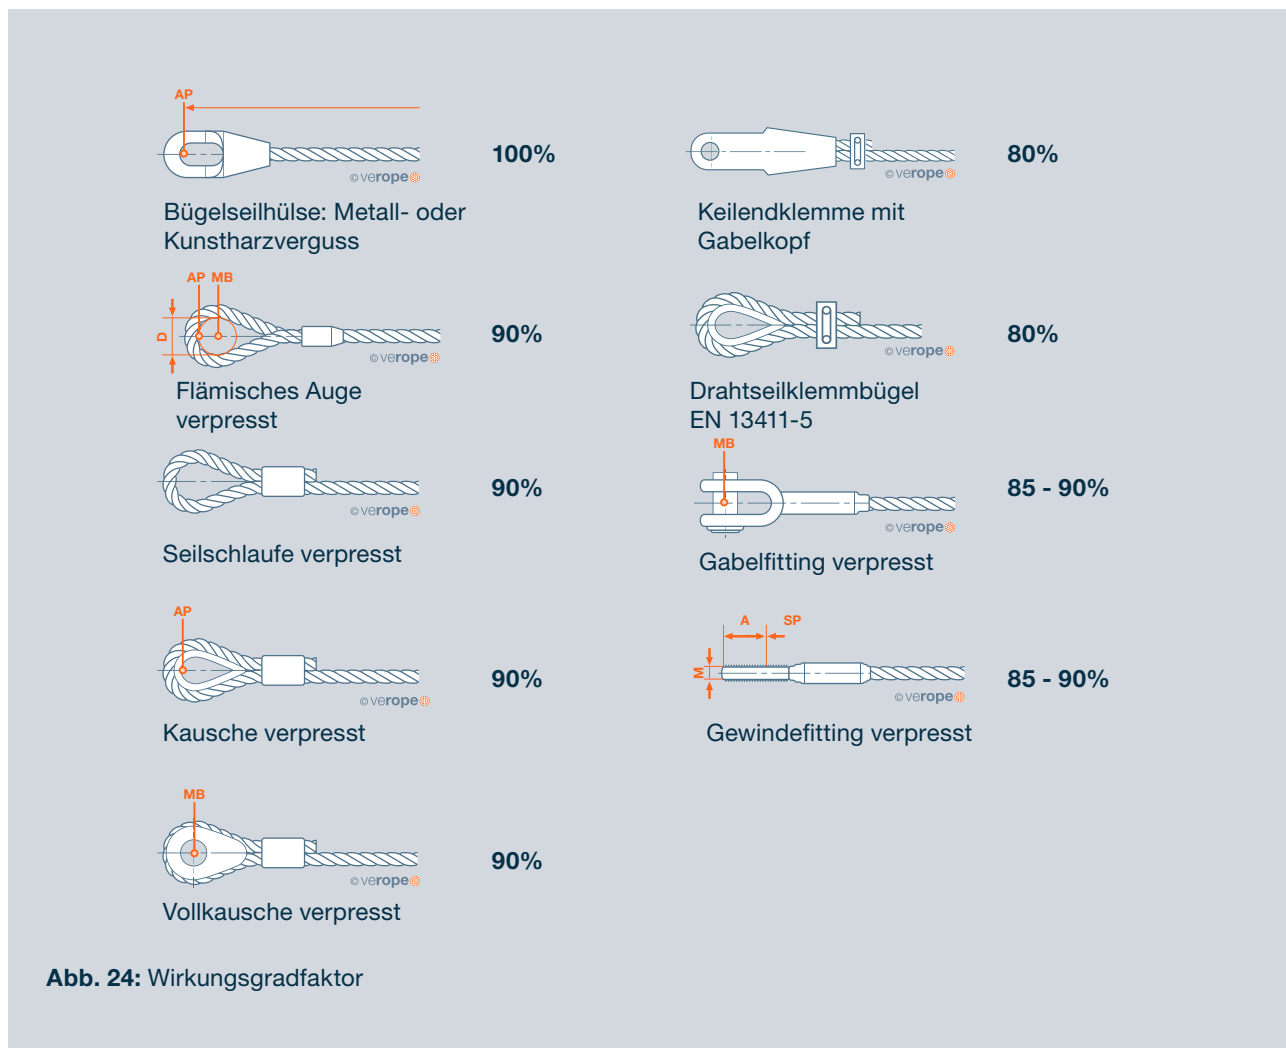 AP
100%
© verope
Bügelseilhülse: Metall- oder
Kunstharzverguss
AP MB
D
90%
© verope
Flämisches Auge
verpresst
90%
© verope
Seilschlaufe verpresst
AP
90%
© verope
Kausche verpresst
MB
90%
© verope
Vollkausche verpresst
80%
© verope
Keilendklemme mit
Gabelkopf
80%
© verope
Drahtseilklemmbügel
EN 13411-5
MB
85 - 90%
© verope
Gabelfitting verpresst
A SP
M
85 - 90%
© verope
Gewindefitting verpresst
Abb. 24: Wirkungsgradfaktor